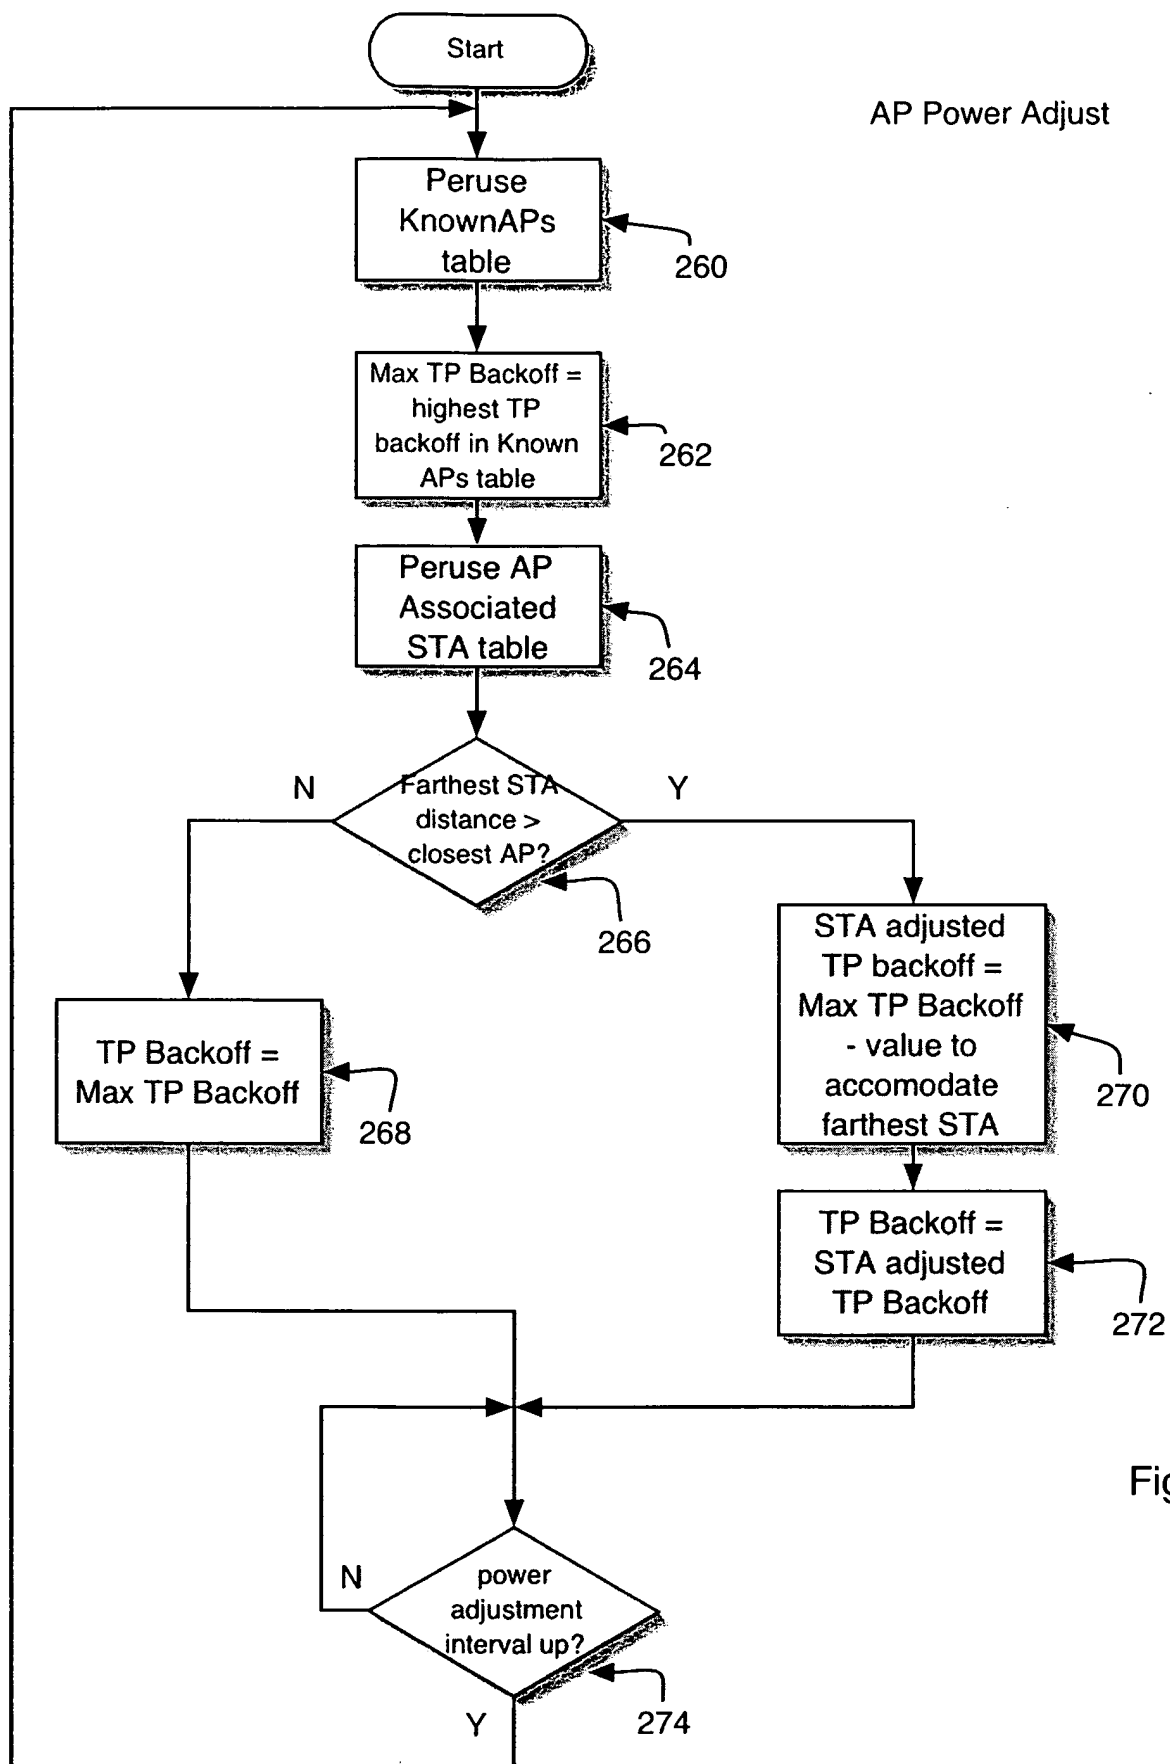 Start
AP Power Adjust
Peruse
KnownAPs
table
260
Max TP Backoff =
highest TP
backoff in Known
APs table
262
Peruse AP
Associated
STA table
264
N
Farthest STA
distance >
closest AP?
Y
266
STA adjusted
TP backoff =
Max TP Backoff
- value to
accomodate
farthest STA
270
TP Backoff =
Max TP Backoff
268
TP Backoff =
STA adjusted
TP Backoff
272
Fig
N
power
adjustment
interval up?
Y
274